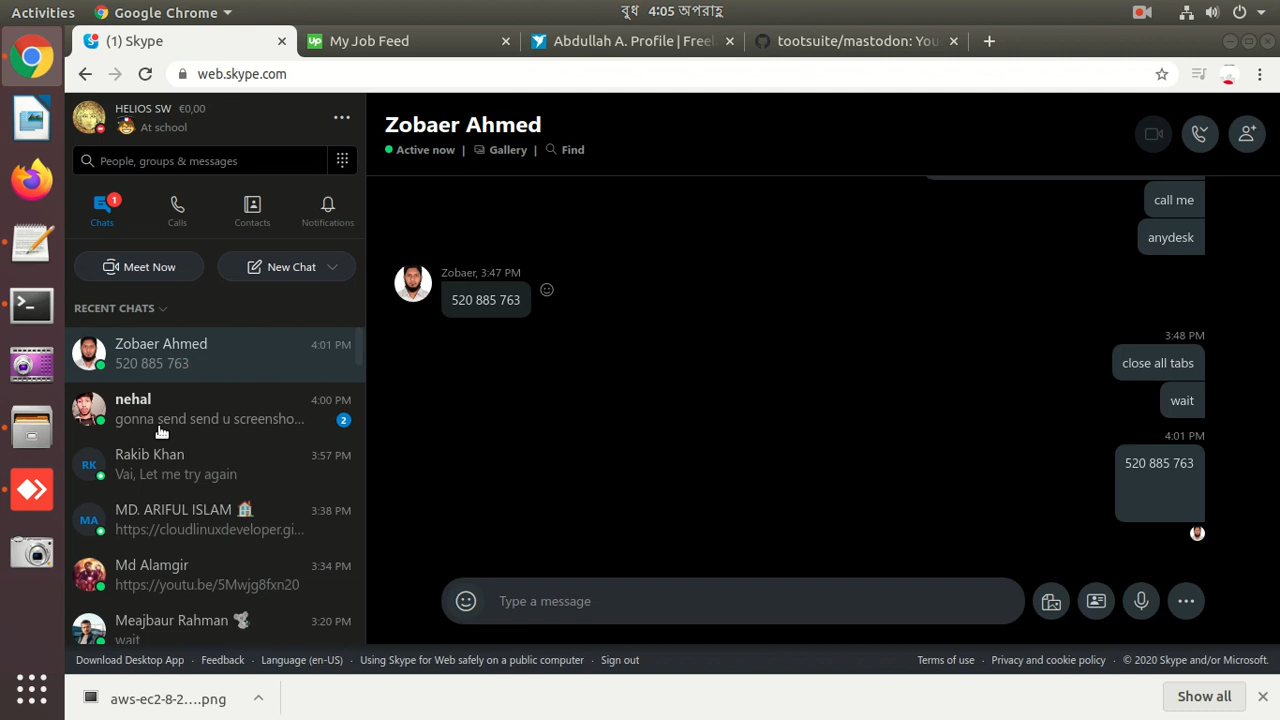 Activities
Google Chrome
বুধ 4:05 অপরাহ্ণ
(1) Skype
My Job Feed
Abdullah A. Profile | Freel
tootsuite/mastodon: You
web.skype.com
HELIOS SW €0,00
At school
People, groups & messages
Chats
1
Calls
Contacts
Notifications
Meet Now
New Chat
RECENT CHATS
Zobaer Ahmed 4:01 PM
520 885 763
nehal 4:00 PM
gonna send send u screensho... 2
RK
Rakib Khan 3:57 PM
Vai, Let me try again
MA
MD. ARIFUL ISLAM 3:38 PM
https://cloudlinuxdeveloper.gi...
Md Alamgir 3:34 PM
https://youtu.be/5Mwjg8fxn20
Meajbaur Rahman 3:20 PM
wait
Zobaer Ahmed
Active now | Gallery | Find
call me
anydesk
Zobaer, 3:47 PM
520 885 763
3:48 PM
close all tabs
wait
4:01 PM
520 885 763
Type a message
Download Desktop App Feedback Language (en-US) Using Skype for Web safely on a public computer Sign out
Terms of use Privacy and cookie policy © 2020 Skype and/or Microsoft.
aws-ec2-8-2....png
Show all